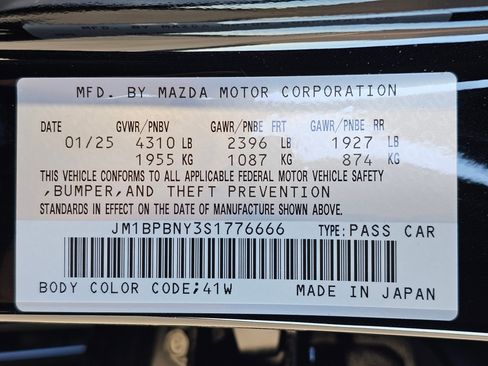 MFD. BY MAZDA MOTOR CORPORATION
DATE GVWR/PNBV GAWR/PNBE FRT GAWR/PNBE RR
01/25 4310 LB 2396 LB 1927 LB
1955 KG 1087 KG 874 KG
THIS VEHICLE CONFORMS TO ALL APPLICABLE FEDERAL MOTOR VEHICLE SAFETY
,BUMPER,AND THEFT PREVENTION
STANDARDS IN EFFECT ON THE DATE OF MANUFACTURE SHOWN ABOVE.
JM1BPBNY3S1776666 TYPE:PASS CAR
BODY COLOR CODE;41W MADE IN JAPAN